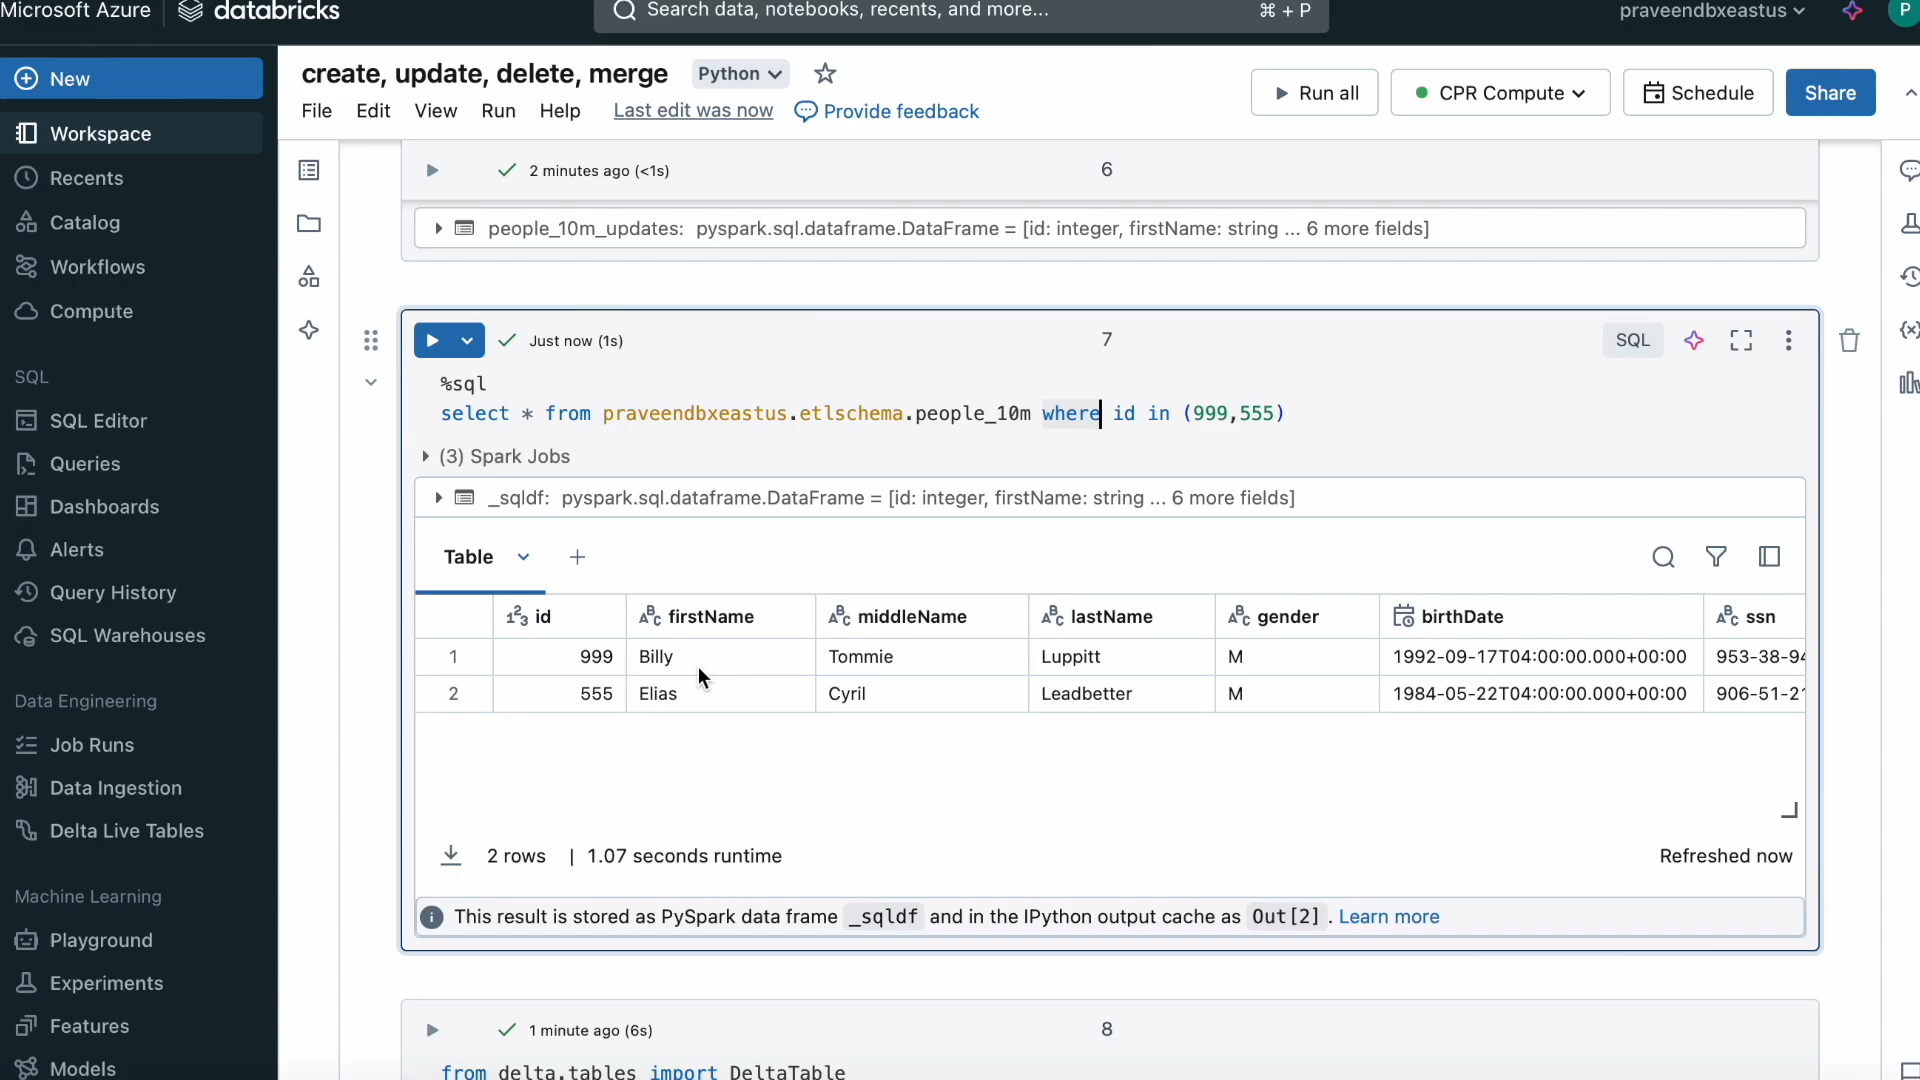 Microsoft Azure databricks Search data, notebooks, recents, and more... ⌘ + P praveendbxeastus P
New
Workspace
Recents
Catalog
Workflows
Compute
SQL
SQL Editor
Queries
Dashboards
Alerts
Query History
SQL Warehouses
Data Engineering
Job Runs
Data Ingestion
Delta Live Tables
Machine Learning
Playground
Experiments
Features
Models
create, update, delete, merge Python
File Edit View Run Help Last edit was now Provide feedback
Run all CPR Compute Schedule Share
2 minutes ago (<1s) 6
people_10m_updates: pyspark.sql.dataframe.DataFrame = [id: integer, firstName: string ... 6 more fields]
Just now (1s) 7 SQL
%sql
select * from praveendbxeastus.etlschema.people_10m where id in (999,555)
(3) Spark Jobs
_sqldf: pyspark.sql.dataframe.DataFrame = [id: integer, firstName: string ... 6 more fields]
Table +
id firstName middleName lastName gender birthDate ssn
1 999 Billy Tommie Luppitt M 1992-09-17T04:00:00.000+00:00 953-38-94
2 555 Elias Cyril Leadbetter M 1984-05-22T04:00:00.000+00:00 906-51-21
2 rows | 1.07 seconds runtime Refreshed now
This result is stored as PySpark data frame _sqldf and in the IPython output cache as Out[2] . Learn more
1 minute ago (6s) 8
from delta.tables import DeltaTable